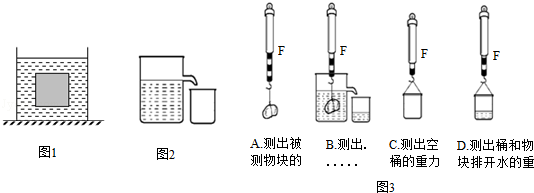 F
F
F
F
A.测出被
测物块的
B.测出.
.....
C.测出空
桶的重力
D.测出桶和物
块排开水的重
图1
图2
图3